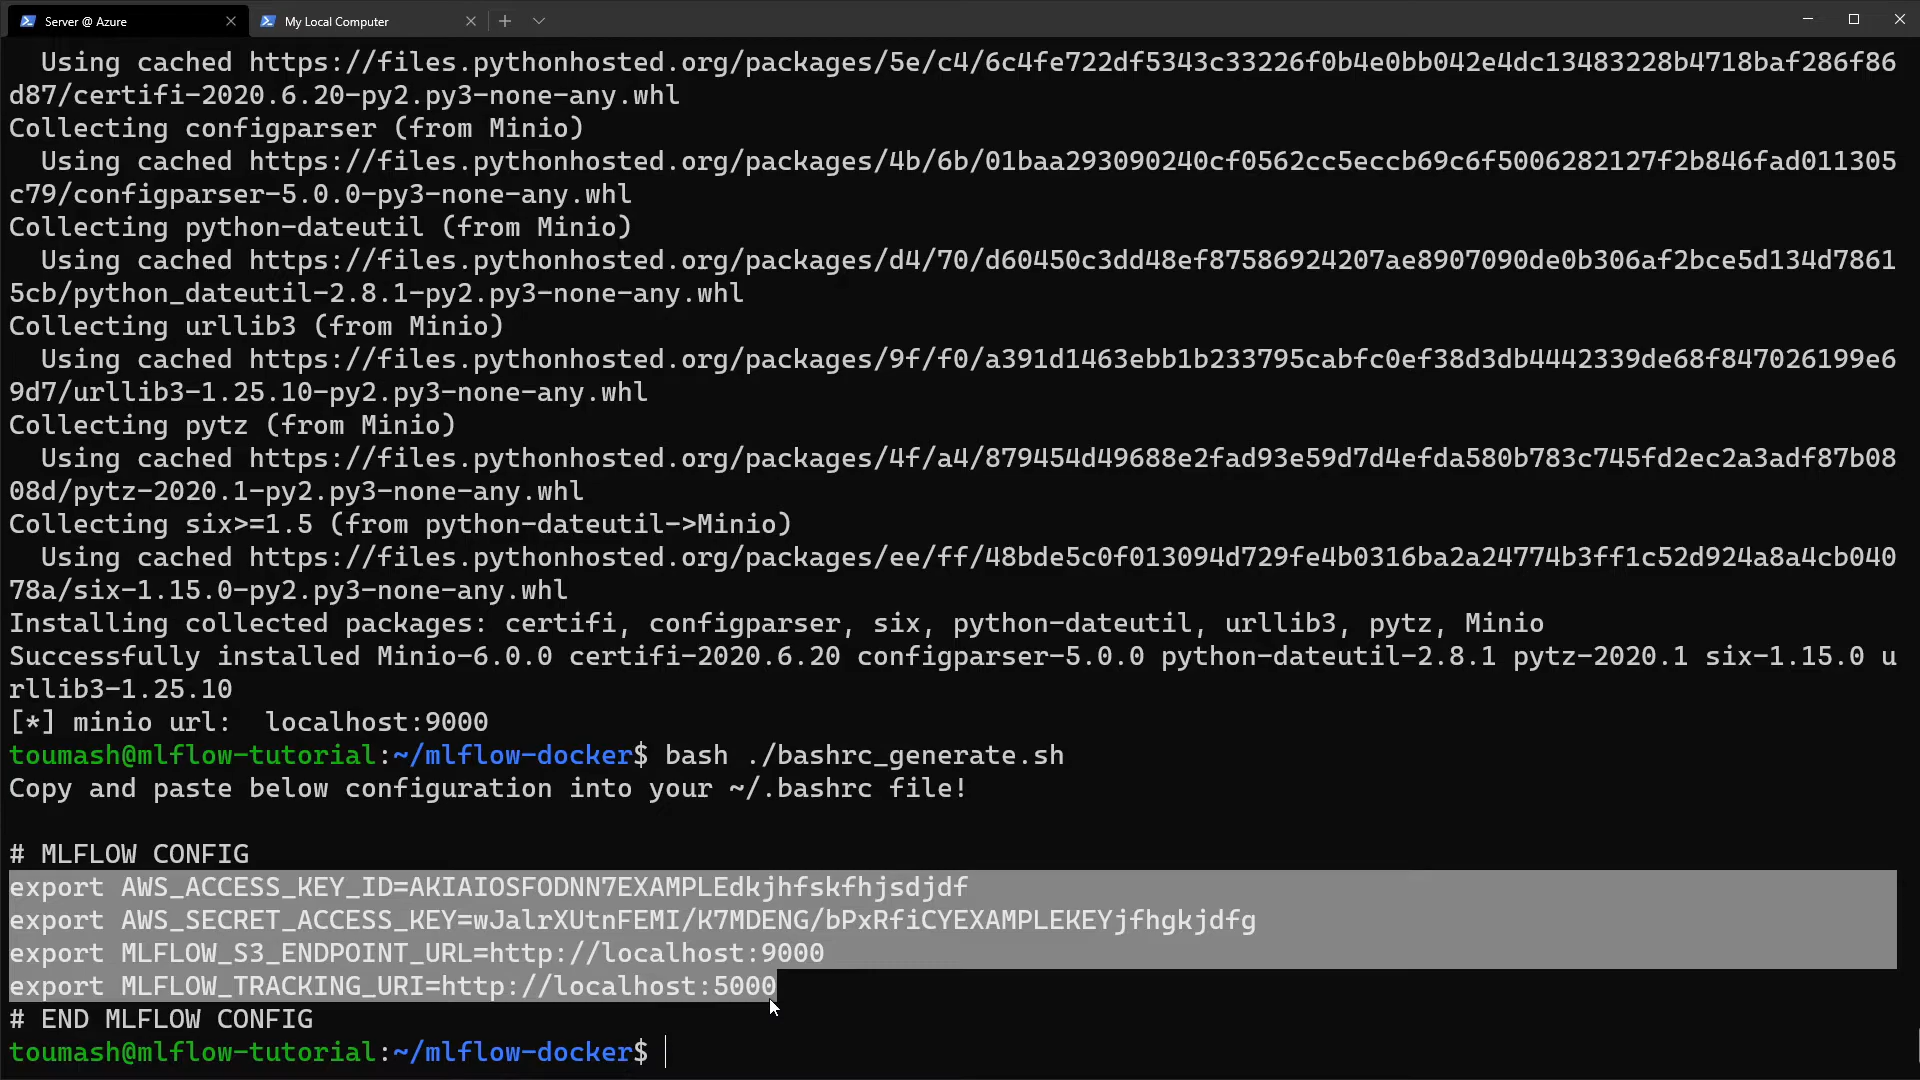 Server @ Azure
My Local Computer
Using cached https://files.pythonhosted.org/packages/5e/c4/6c4fe722df5343c33226f0b4e0bb042e4dc13483228b4718baf286f86
d87/certifi-2020.6.20-py2.py3-none-any.whl
Collecting configparser (from Minio)
Using cached https://files.pythonhosted.org/packages/4b/6b/01baa293090240cf0562cc5eccb69c6f5006282127f2b846fad011305
c79/configparser-5.0.0-py3-none-any.whl
Collecting python-dateutil (from Minio)
Using cached https://files.pythonhosted.org/packages/d4/70/d60450c3dd48ef87586924207ae8907090de0b306af2bce5d134d7861
5cb/python_dateutil-2.8.1-py2.py3-none-any.whl
Collecting urllib3 (from Minio)
Using cached https://files.pythonhosted.org/packages/9f/f0/a391d1463ebb1b233795cabfc0ef38d3db4442339de68f847026199e6
9d7/urllib3-1.25.10-py2.py3-none-any.whl
Collecting pytz (from Minio)
Using cached https://files.pythonhosted.org/packages/4f/a4/879454d49688e2fad93e59d7d4efda580b783c745fd2ec2a3adf87b08
08d/pytz-2020.1-py2.py3-none-any.whl
Collecting six>=1.5 (from python-dateutil->Minio)
Using cached https://files.pythonhosted.org/packages/ee/ff/48bde5c0f013094d729fe4b0316ba2a24774b3ff1c52d924a8a4cb040
78a/six-1.15.0-py2.py3-none-any.whl
Installing collected packages: certifi, configparser, six, python-dateutil, urllib3, pytz, Minio
Successfully installed Minio-6.0.0 certifi-2020.6.20 configparser-5.0.0 python-dateutil-2.8.1 pytz-2020.1 six-1.15.0 u
rllib3-1.25.10
[*] minio url:  localhost:9000
toumash@mlflow-tutorial:~/mlflow-docker$ bash ./bashrc_generate.sh
Copy and paste below configuration into your ~/.bashrc file!
# MLFLOW CONFIG
export AWS_ACCESS_KEY_ID=AKIAIOSFODNN7EXAMPLEdkjhfskfhjsdjdf
export AWS_SECRET_ACCESS_KEY=wJalrXUtnFEMI/K7MDENG/bPxRfiCYEXAMPLEKEYjfhgkjdfg
export MLFLOW_S3_ENDPOINT_URL=http://localhost:9000
export MLFLOW_TRACKING_URI=http://localhost:5000
# END MLFLOW CONFIG
toumash@mlflow-tutorial:~/mlflow-docker$